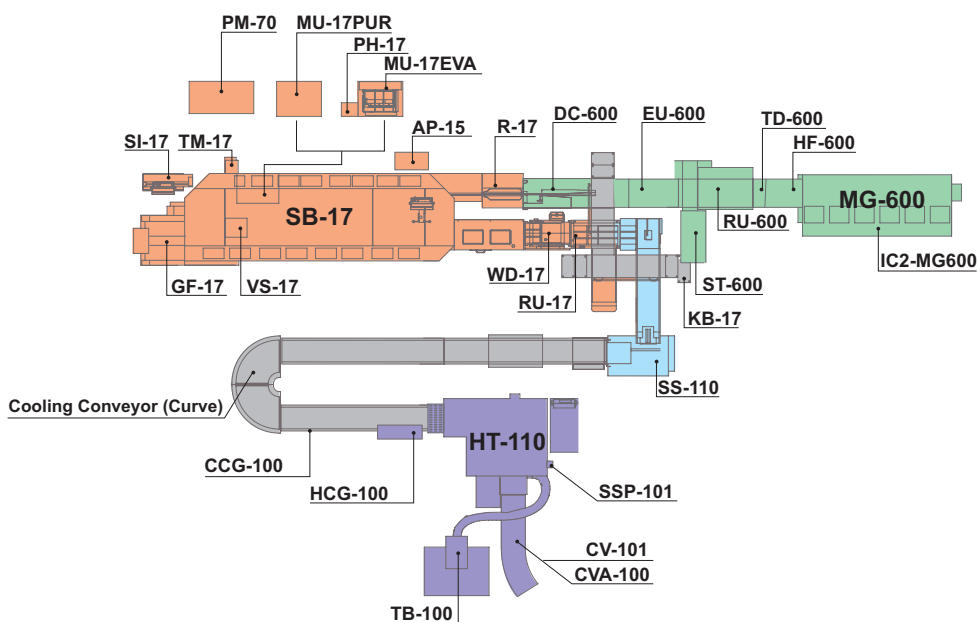 PM-70
MU-17PUR
PH-17
MU-17EVA
AP-15
R-17
DC-600
EU-600
TD-600
HF-600
SI-17
TM-17
SB-17
MG-600
RU-600
IC2-MG600
GF-17
VS-17
WD-17
RU-17
ST-600
KB-17
SS-110
Cooling Conveyor (Curve)
CCG-100
HCG-100
HT-110
SSP-101
CV-101
CVA-100
TB-100